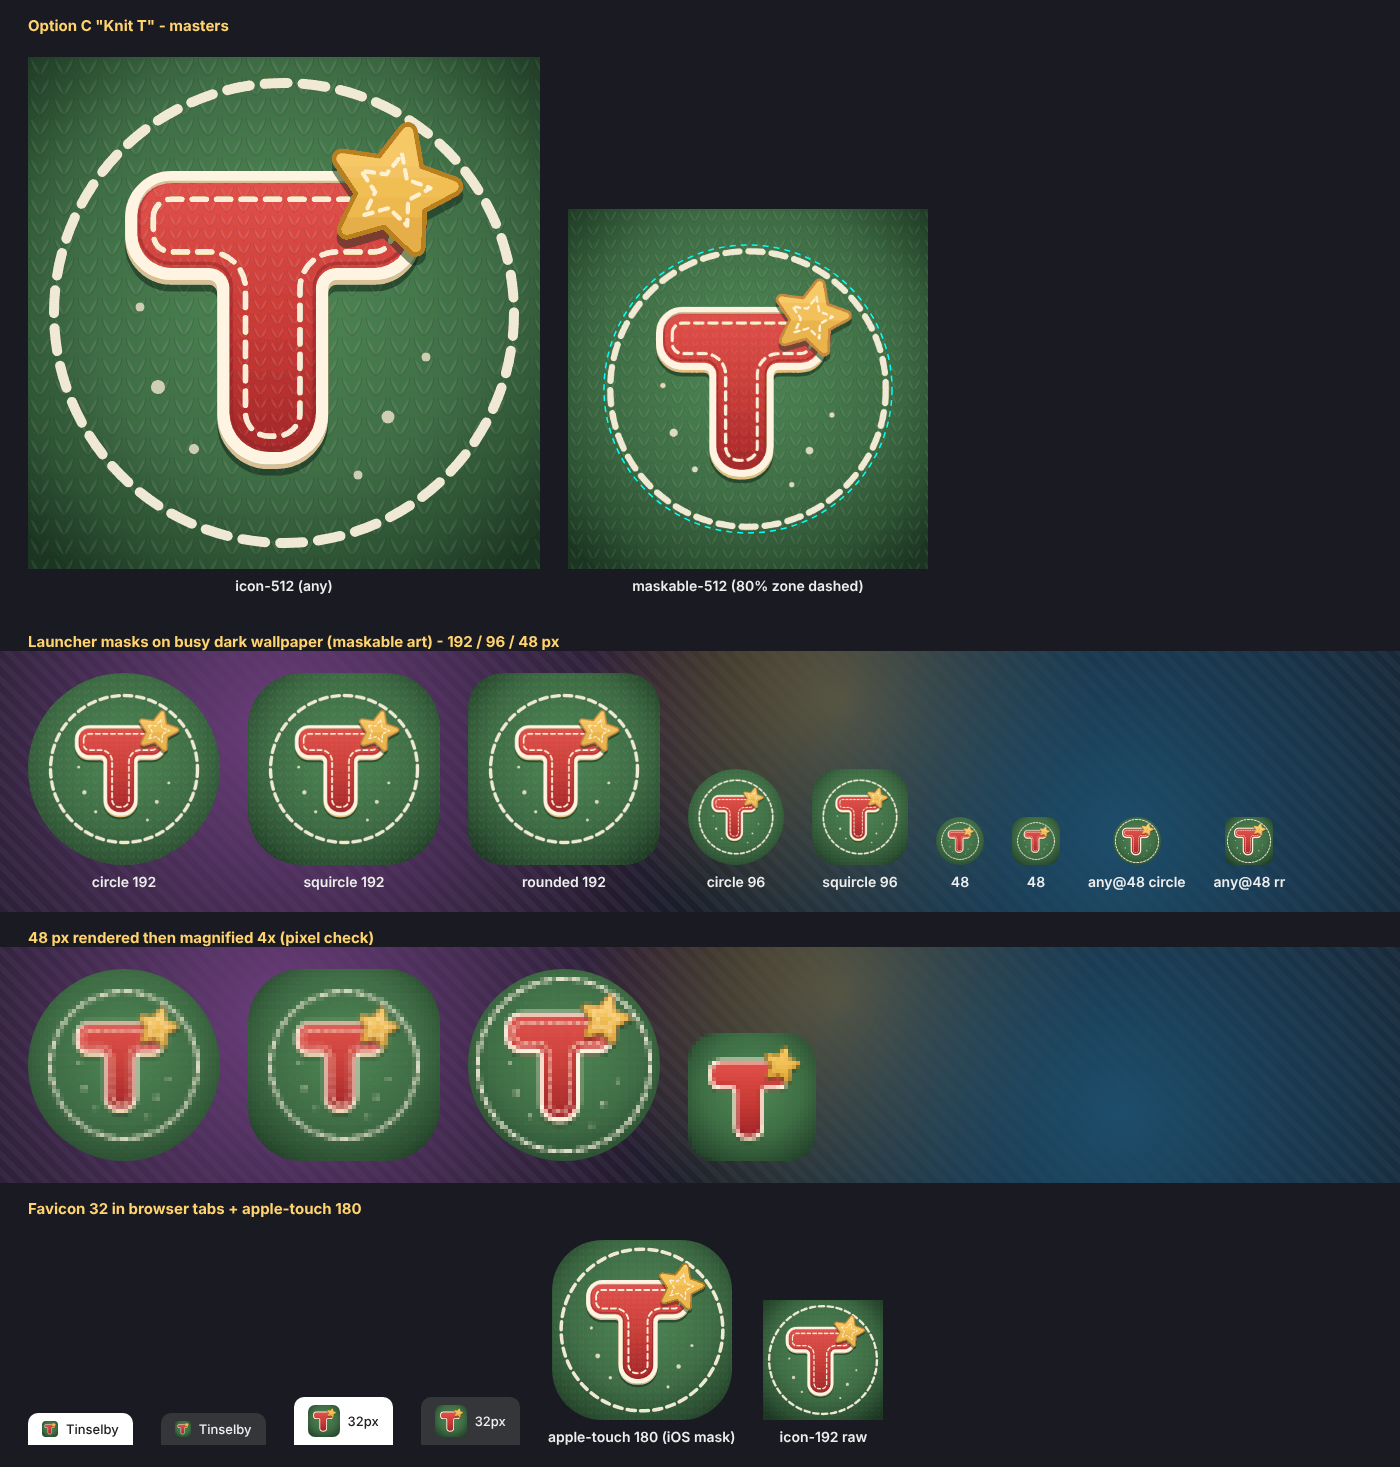 Option C "Knit T" - masters
icon-512 (any)
maskable-512 (80% zone dashed)
Launcher masks on busy dark wallpaper (maskable art) - 192 / 96 / 48 px
circle 192
squircle 192
rounded 192
circle 96
squircle 96
48
48
any@48 circle
any@48 rr
48 px rendered then magnified 4x (pixel check)
Favicon 32 in browser tabs + apple-touch 180
Tinselby
Tinselby
32px
32px
apple-touch 180 (iOS mask)
icon-192 raw